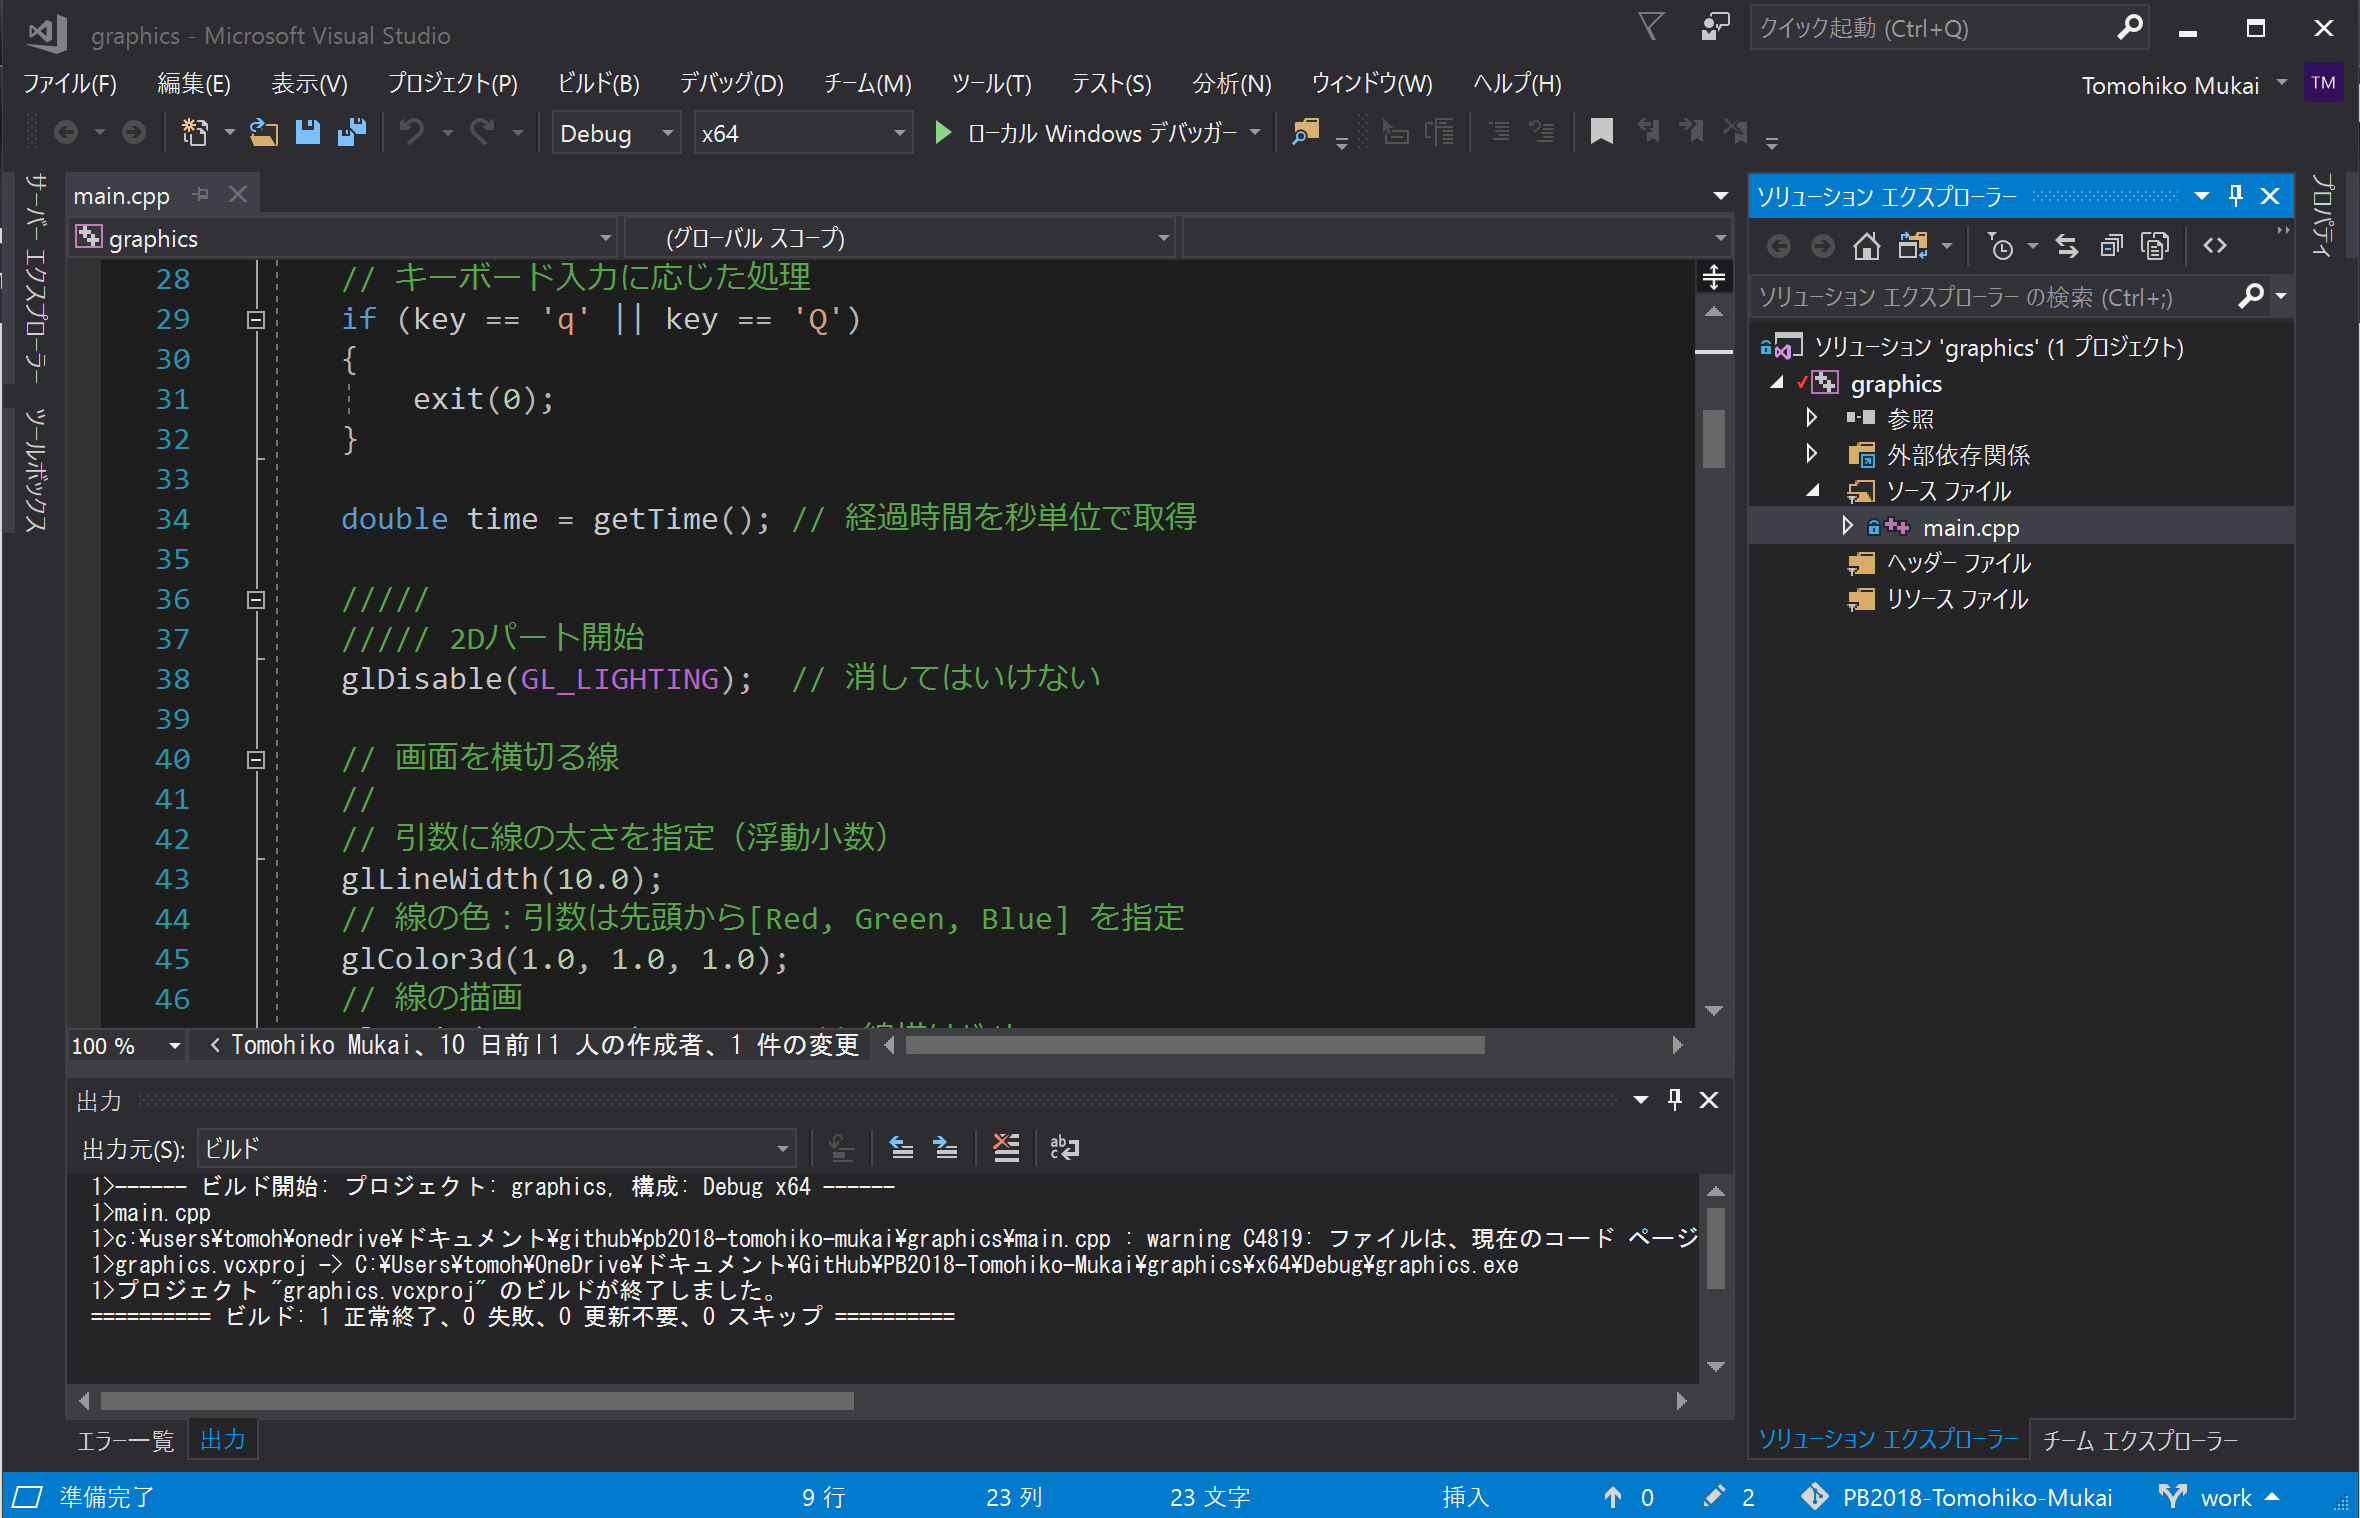 graphics - Microsoft Visual Studio
クイック起動 (Ctrl+Q)
ファイル(F) 編集(E) 表示(V) プロジェクト(P) ビルド(B) デバッグ(D) チーム(M) ツール(T) テスト(S) 分析(N) ウィンドウ(W) ヘルプ(H)
Tomohiko Mukai TM
Debug x64 ローカル Windows デバッガー
サーバー エクスプローラー
ツールボックス
main.cpp
graphics (グローバル スコープ)
28 // キーボード入力に応じた処理
29 if (key == 'q' || key == 'Q')
30 {
31 exit(0);
32 }
33
34 double time = getTime(); // 経過時間を秒単位で取得
35
36 /////
37 ///// 2Dパート開始
38 glDisable(GL_LIGHTING); // 消してはいけない
39
40 // 画面を横切る線
41 //
42 // 引数に線の太さを指定（浮動小数）
43 glLineWidth(10.0);
44 // 線の色：引数は先頭から[Red, Green, Blue] を指定
45 glColor3d(1.0, 1.0, 1.0);
46 // 線の描画
100 % < Tomohiko Mukai、10 日前|1 人の作成者、1 件の変更
出力
出力元(S): ビルド
1>------ ビルド開始: プロジェクト: graphics, 構成: Debug x64 ------
1>main.cpp
1>c:¥users¥tomoh¥onedrive¥ドキュメント¥github¥pb2018-tomohiko-mukai¥graphics¥main.cpp : warning C4819: ファイルは、現在のコード ページ
1>graphics.vcxproj -> C:¥Users¥tomoh¥OneDrive¥ドキュメント¥GitHub¥PB2018-Tomohiko-Mukai¥graphics¥x64¥Debug¥graphics.exe
1>プロジェクト "graphics.vcxproj" のビルドが終了しました。
========== ビルド: 1 正常終了、0 失敗、0 更新不要、0 スキップ ==========
エラー一覧 出力
ソリューション エクスプローラー
ソリューション エクスプローラー の検索 (Ctrl+;)
ソリューション 'graphics' (1 プロジェクト)
graphics
参照
外部依存関係
ソース ファイル
main.cpp
ヘッダー ファイル
リソース ファイル
ソリューション エクスプローラー チーム エクスプローラー
プロパティ
準備完了 9 行 23 列 23 文字 挿入 0 2 PB2018-Tomohiko-Mukai work